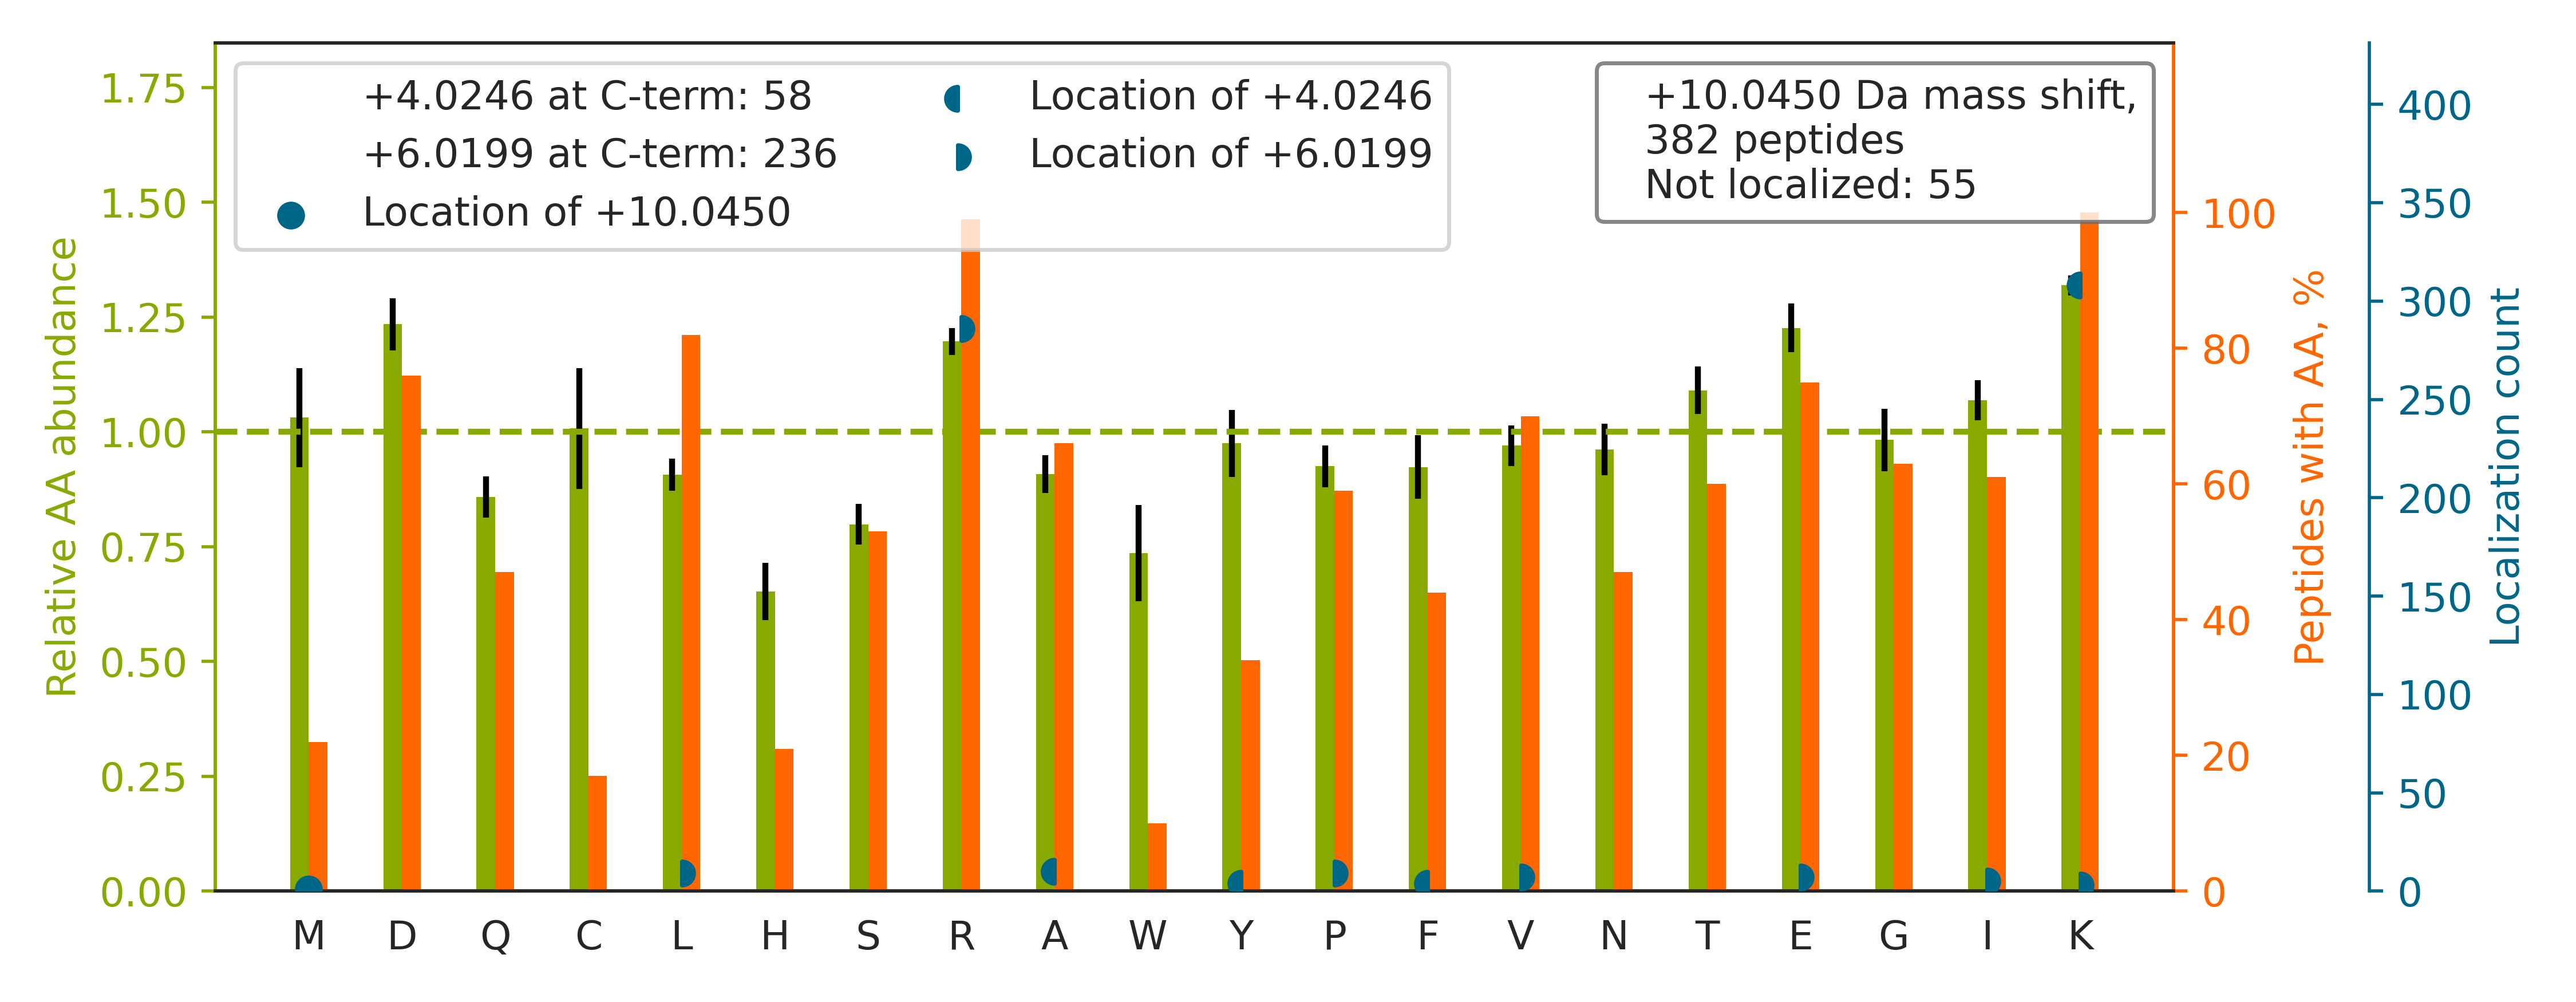 +4.0246 at C-term: 58
+6.0199 at C-term: 236
Location of +10.0450
Location of +4.0246
Location of +6.0199
+10.0450 Da mass shift,
382 peptides
Not localized: 55
Relative AA abundance
1.75
1.50
1.25
1.00
0.75
0.50
0.25
0.00
M D Q C L H S R A W Y P F V N T E G I K
100
80
60
40
20
0
Peptides with AA, %
400
350
300
250
200
150
100
50
0
Localization count